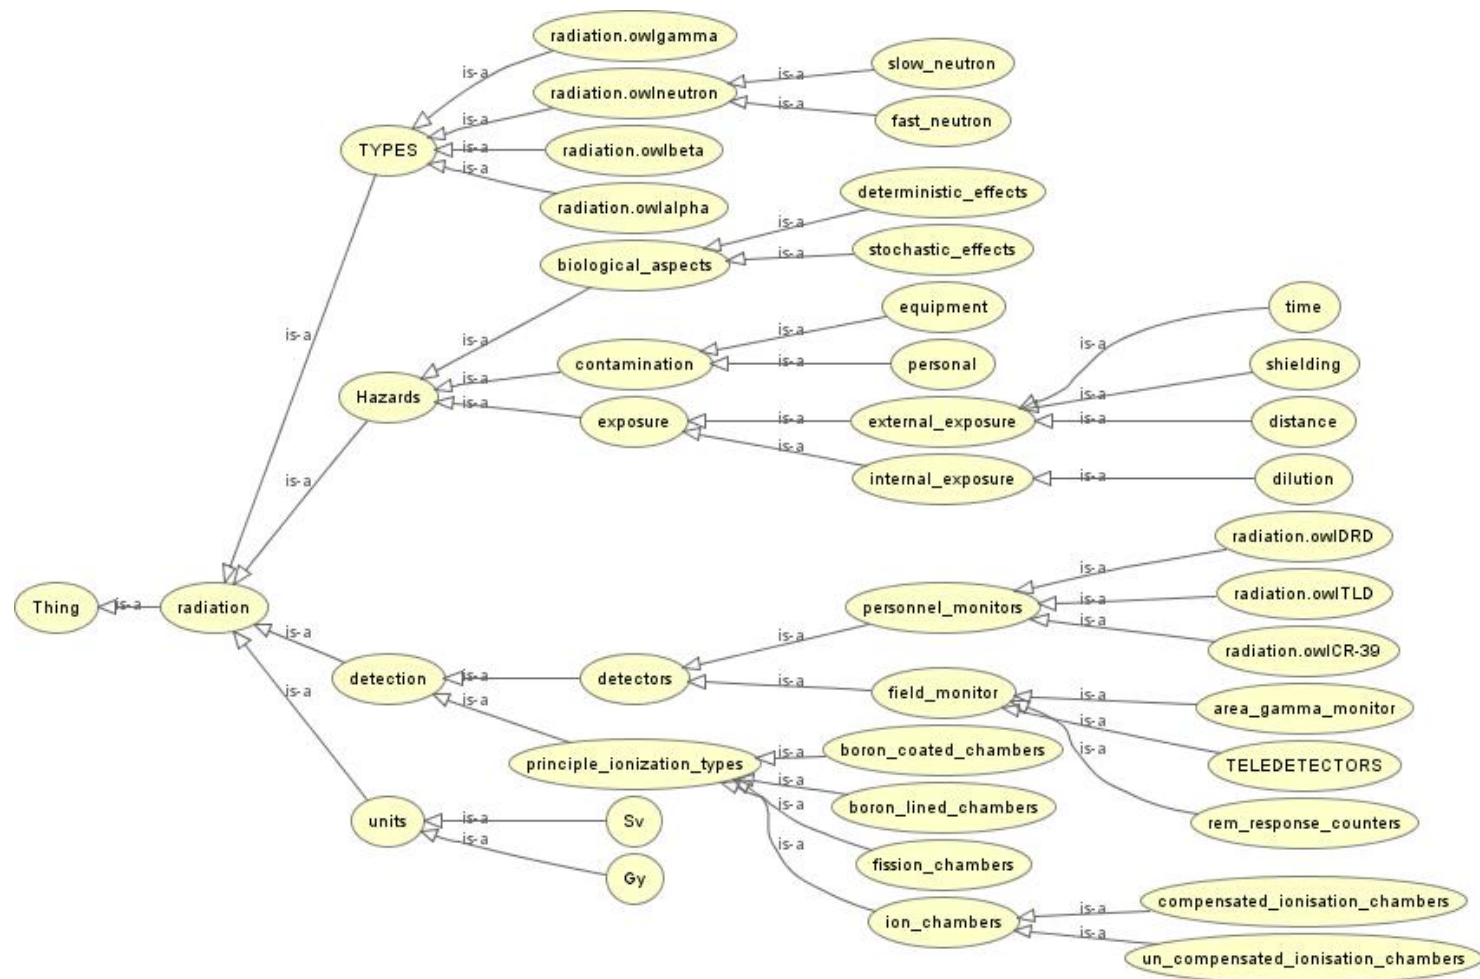 radiation.owlgamma
is-a
slow_neutron
is-a
radiation.owlneutron
is-a
fast_neutron
is-a
TYPES
is-a
radiation.owlbeta
is-a
radiation.owlalpha
deterministic_effects
is-a
stochastic_effects
is-a
biological_aspects
equipment
is-a
time
is-a
is-a
is-a
contamination
is-a
personal
shielding
is-a
Hazards
is-a
is-a
exposure
is-a
external_exposure
is-a
distance
is-a
internal_exposure
is-a
dilution
is-a
radiation.owlDRD
is-a
Thing
is-a
radiation
personnel_monitors
is-a
radiation.owlTLD
is-a
is-a
is-a
radiation.owlCR-39
detection
is-a
detectors
is-a
field_monitor
is-a
area_gamma_monitor
is-a
is-a
is-a
TELEDETECTORS
is-a
principle_ionization_types
is-a
boron_coated_chambers
is-a
boron_lined_chambers
rem_response_counters
units
is-a
Sv
is-a
fission_chambers
is-a
Gy
is-a
ion_chambers
is-a
compensated_ionisation_chambers
is-a
un_compensated_ionisation_chambers